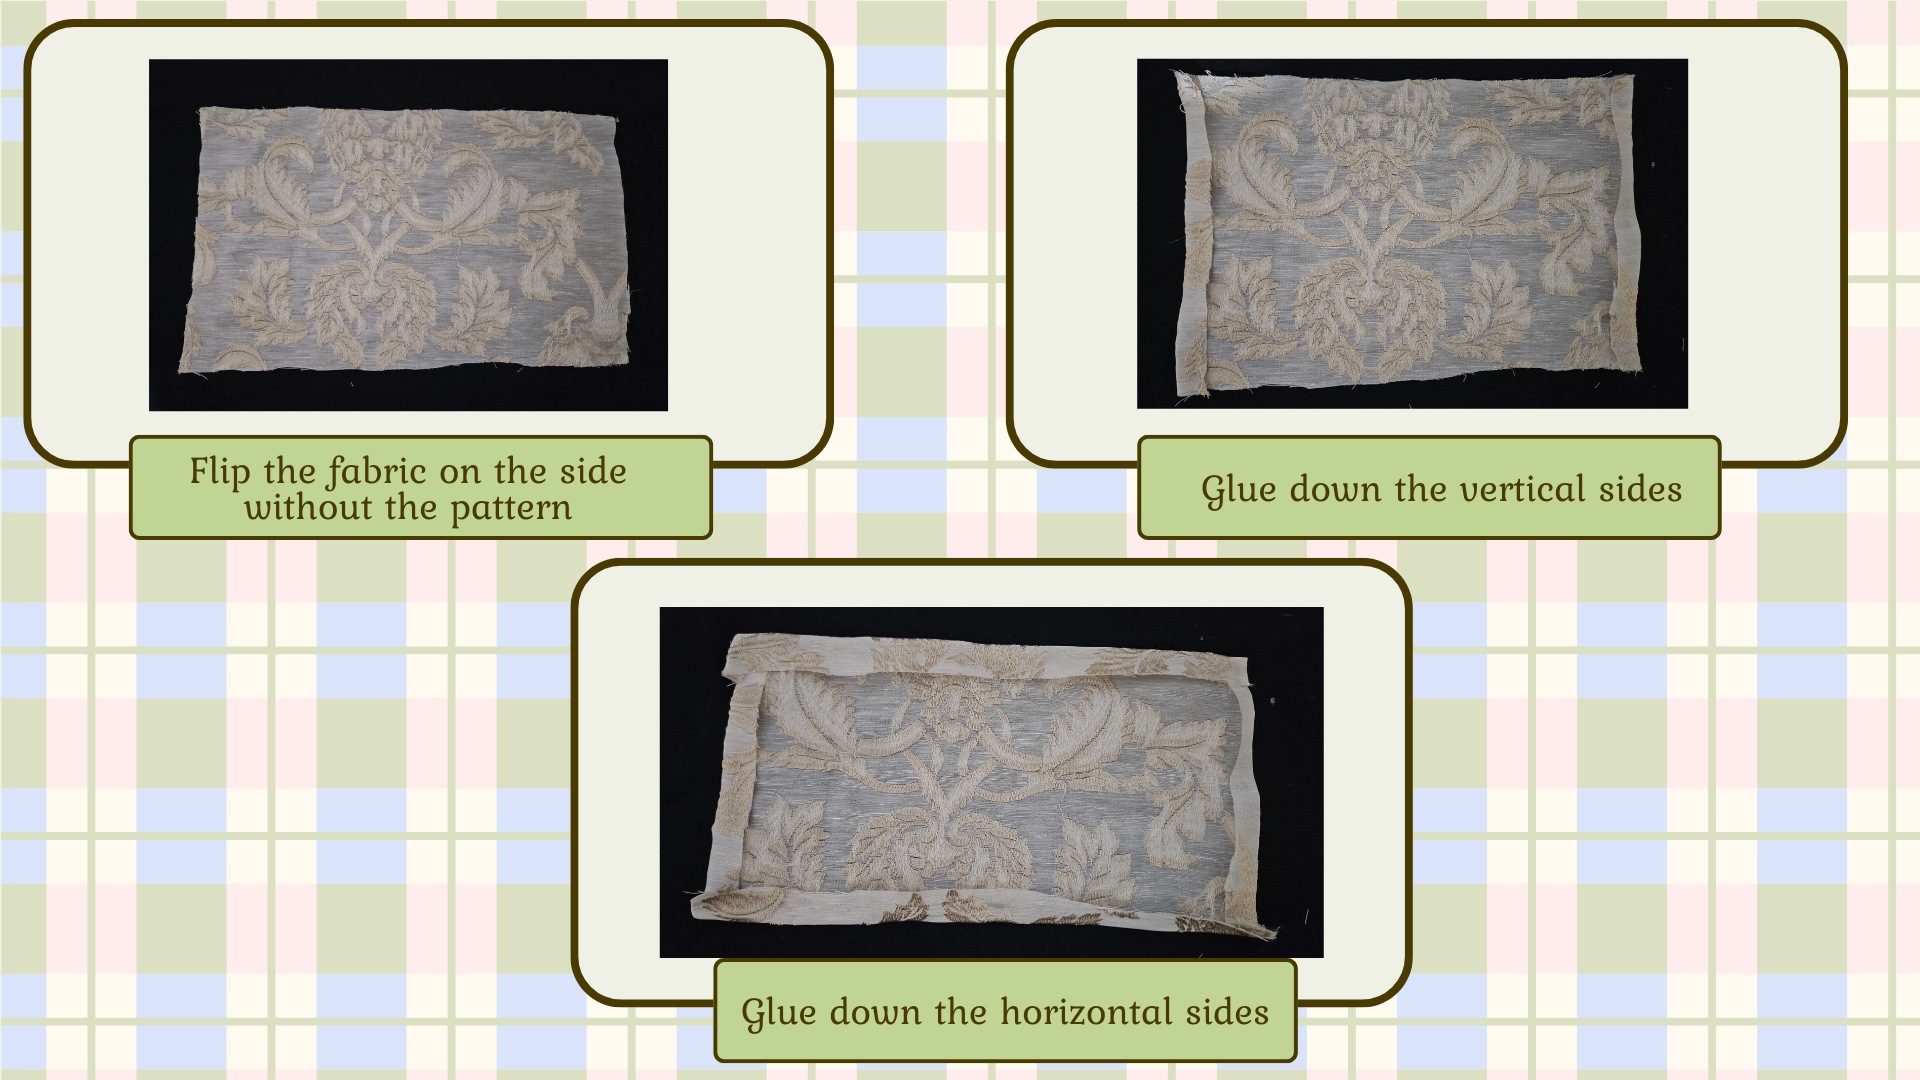 Flip the fabric on the side
without the pattern
Glue down the vertical sides
Glue down the horizontal sides